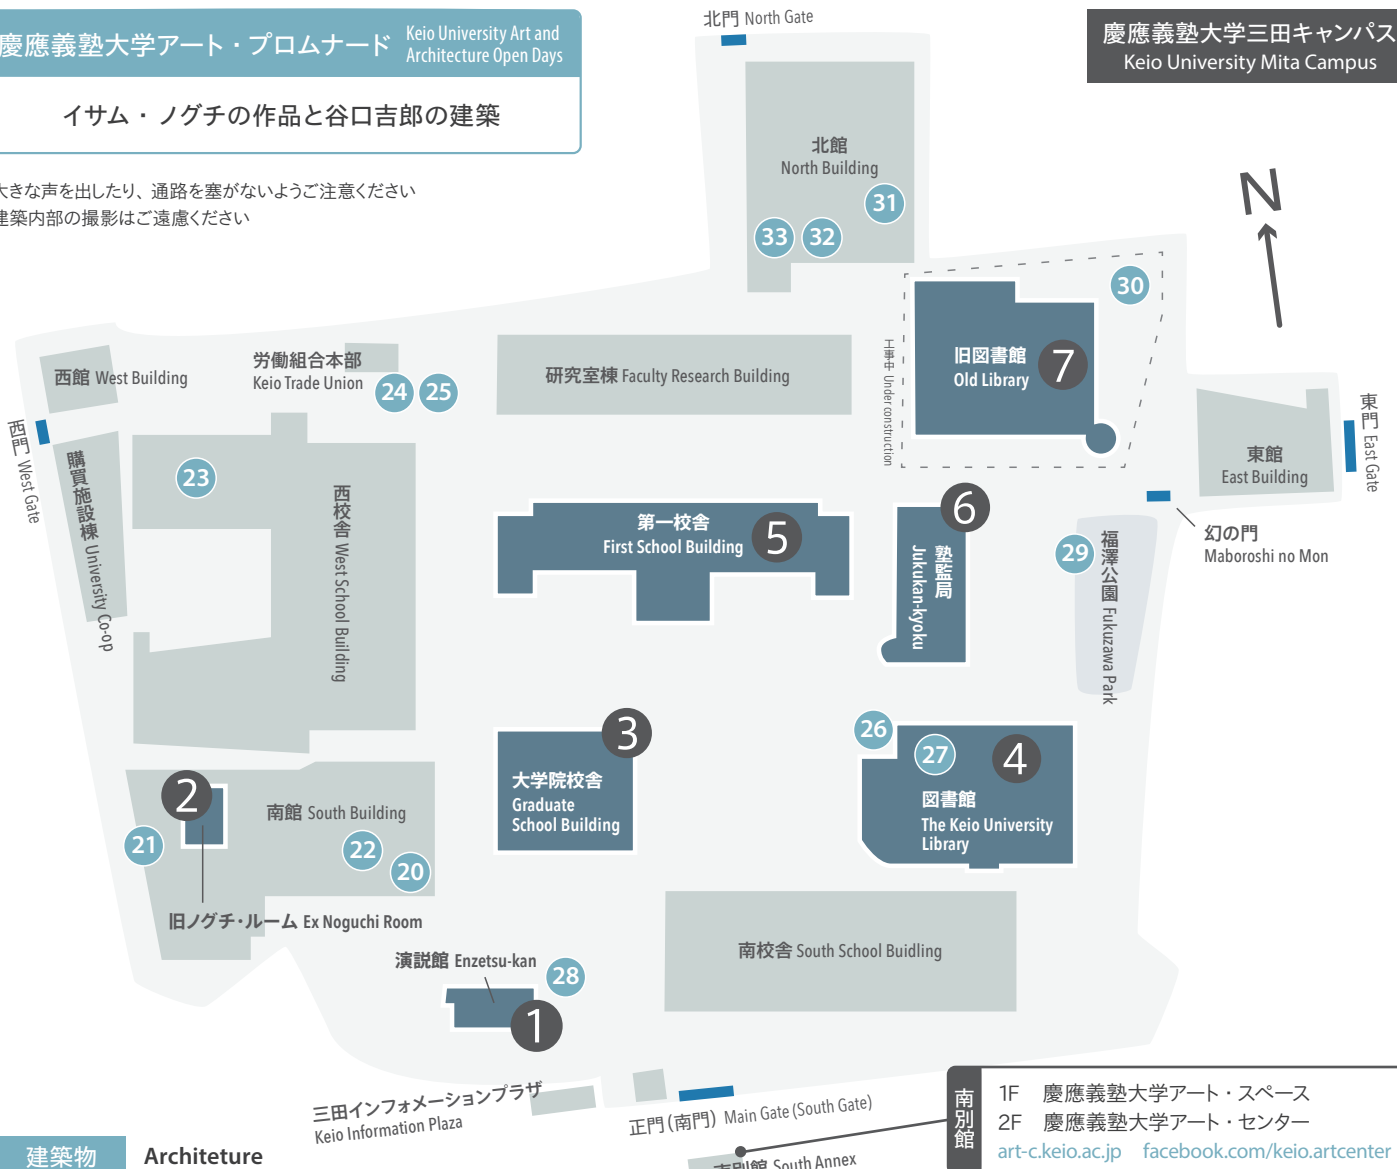 慶應義塾大学アート・プロムナード
Keio University Art and
Architecture Open Days
イサム・ノグチの作品と谷口吉郎の建築
大きな声を出したり、通路を塞がないようご注意ください
建築内部の撮影はご遠慮ください
北門 North Gate
慶應義塾大学三田キャンパス
Keio University Mita Campus
N
北館
North Building
31
33
32
30
旧図書館
Old Library
7
工事中 Under construction
労働組合本部
Keio Trade Union
24
25
西館 West Building
西門 West Gate
購買施設棟 University Co-op
23
西校舎 West School Building
研究室棟 Faculty Research Building
東門 East Gate
東館
East Building
幻の門
Maboroshi no Mon
第一校舎
First School Building
5
6
塾監局
Jukukan-kyoku
29
福澤公園 Fukuzawa Park
3
大学院校舎
Graduate
School Building
26
27
4
図書館
The Keio University
Library
2
21
南館 South Building
22
20
旧ノグチ・ルーム Ex Noguchi Room
演説館 Enzetsu-kan
28
1
南校舎 South School Buidling
三田インフォメーションプラザ
Keio Information Plaza
正門(南門) Main Gate (South Gate)
南別館 South Annex
南別館
1F 慶應義塾大学アート・スペース
2F 慶應義塾大学アート・センター
art-c.keio.ac.jp facebook.com/keio.artcenter
建築物
Architeture